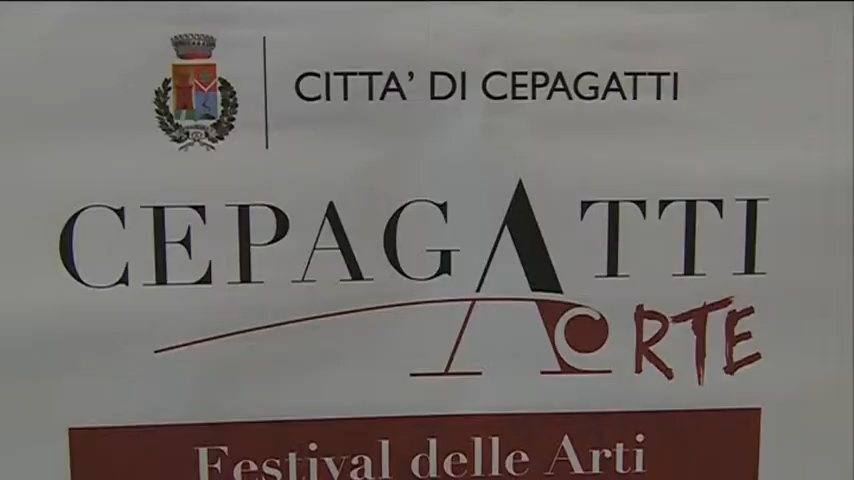 CITTA' DI CEPAGATTI
CEPAGATTI
ARTE
Festival delle Arti